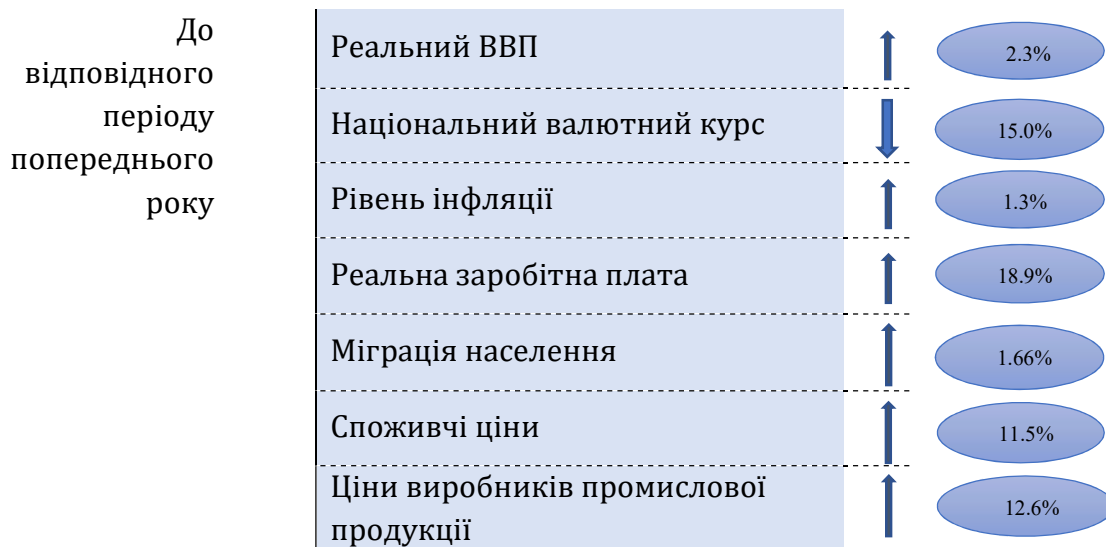 До
відповідного
періоду
попереднього
року
Реальний ВВП
2.3%
Національний валютний курс
15.0%
Рівень інфляції
1.3%
Реальна заробітна плата
18.9%
Міграція населення
1.66%
Споживчі ціни
11.5%
Ціни виробників промислової
продукції
12.6%